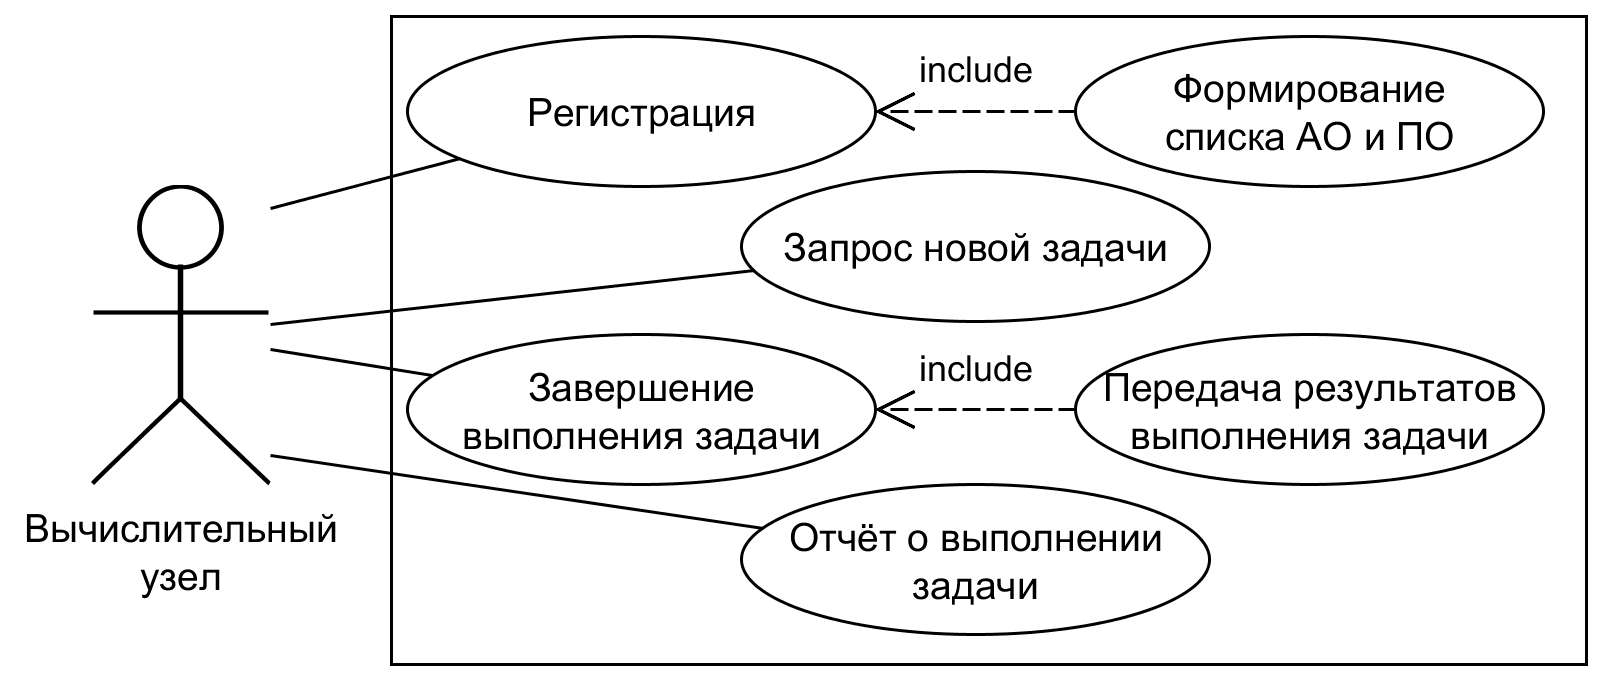 Регистрация
include
Формирование
списка АО и ПО
Запрос новой задачи
Завершение
выполнения задачи
include
Передача результатов
выполнения задачи
Отчёт о выполнении
задачи
Вычислительный
узел